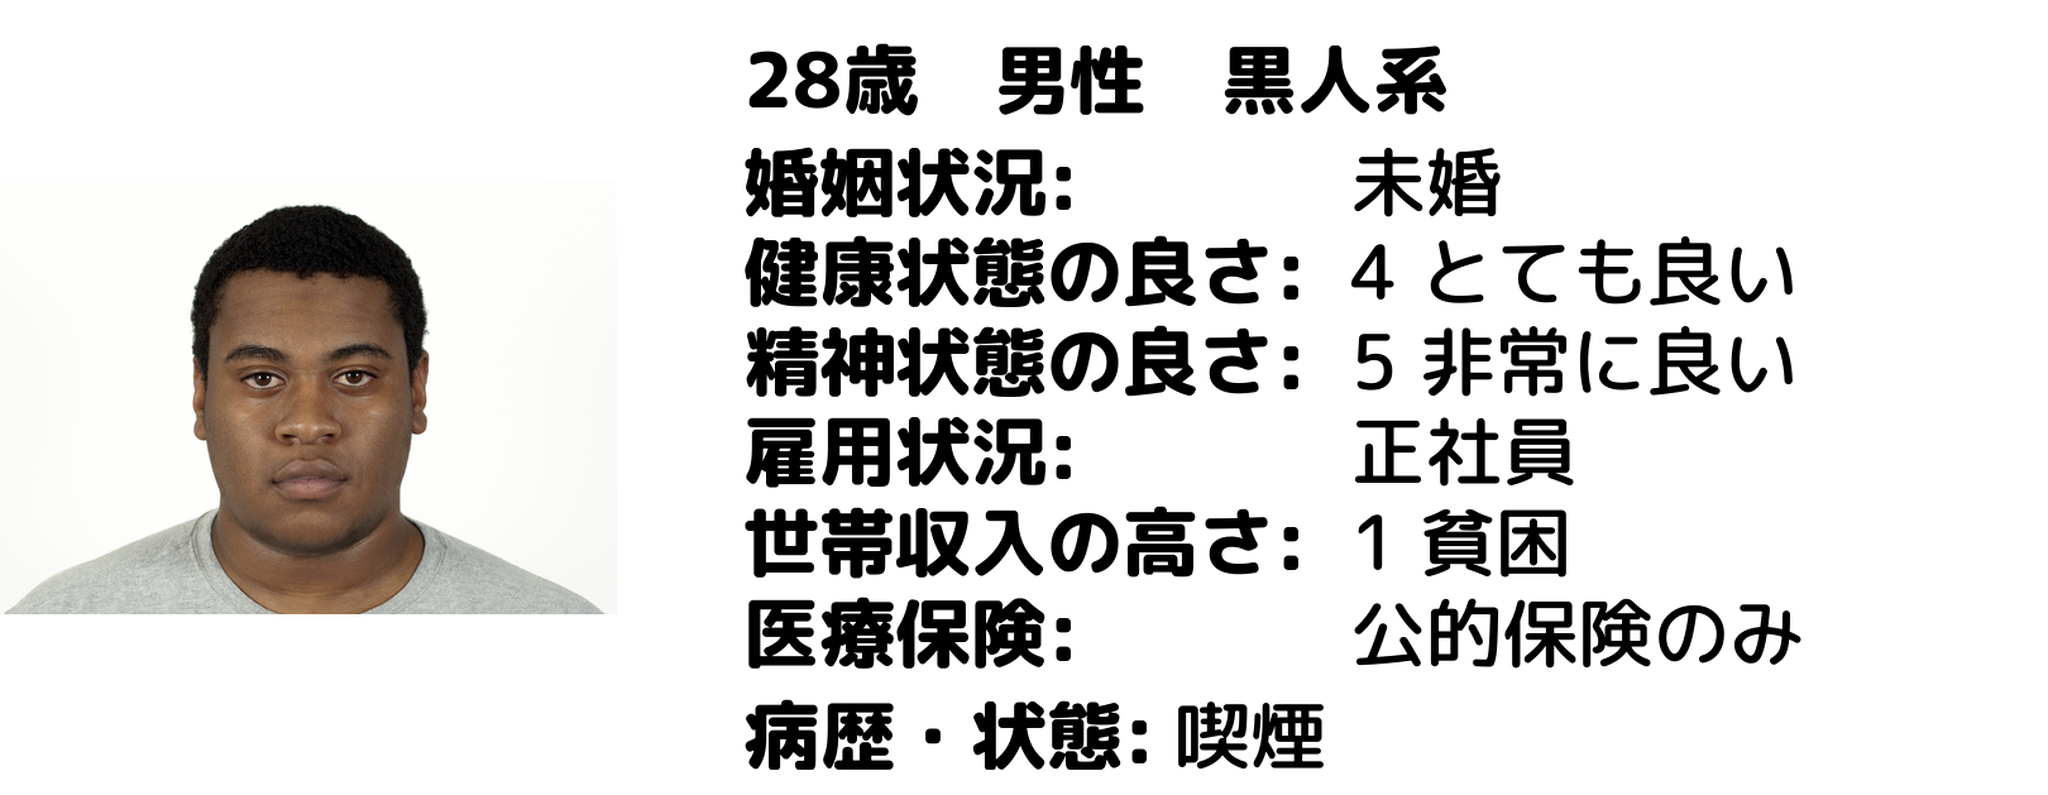 28歳　男性　黒人系
婚姻状況: 未婚
健康状態の良さ: 4 とても良い
精神状態の良さ: 5 非常に良い
雇用状況: 正社員
世帯収入の高さ: 1 貧困
医療保険: 公的保険のみ
病歴・状態: 喫煙